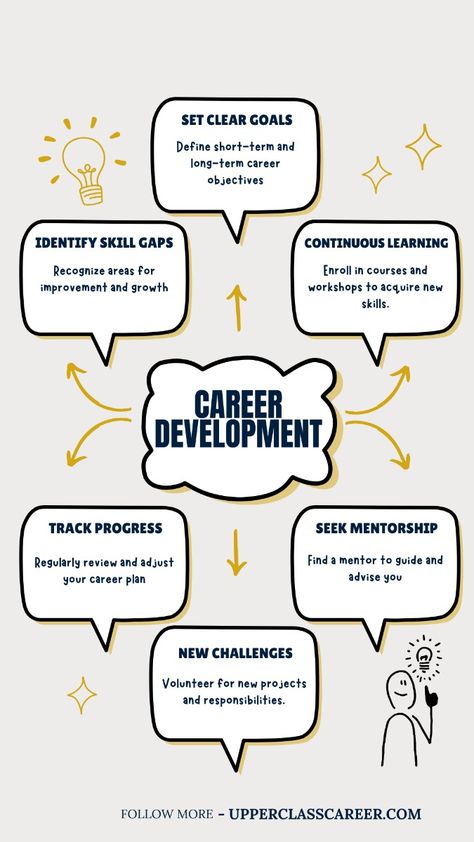 SET CLEAR GOALS
Define short-term and
long-term career
objectives
IDENTIFY SKILL GAPS
Recognize areas for
improvement and growth
CONTINUOUS LEARNING
Enroll in courses and
workshops to acquire new
skills.
CAREER
DEVELOPMENT
TRACK PROGRESS
Regularly review and adjust
your career plan
SEEK MENTORSHIP
Find a mentor to guide and
advise you
NEW CHALLENGES
Volunteer for new projects
and responsibilities.
FOLLOW MORE - UPPERCLASSCAREER.COM